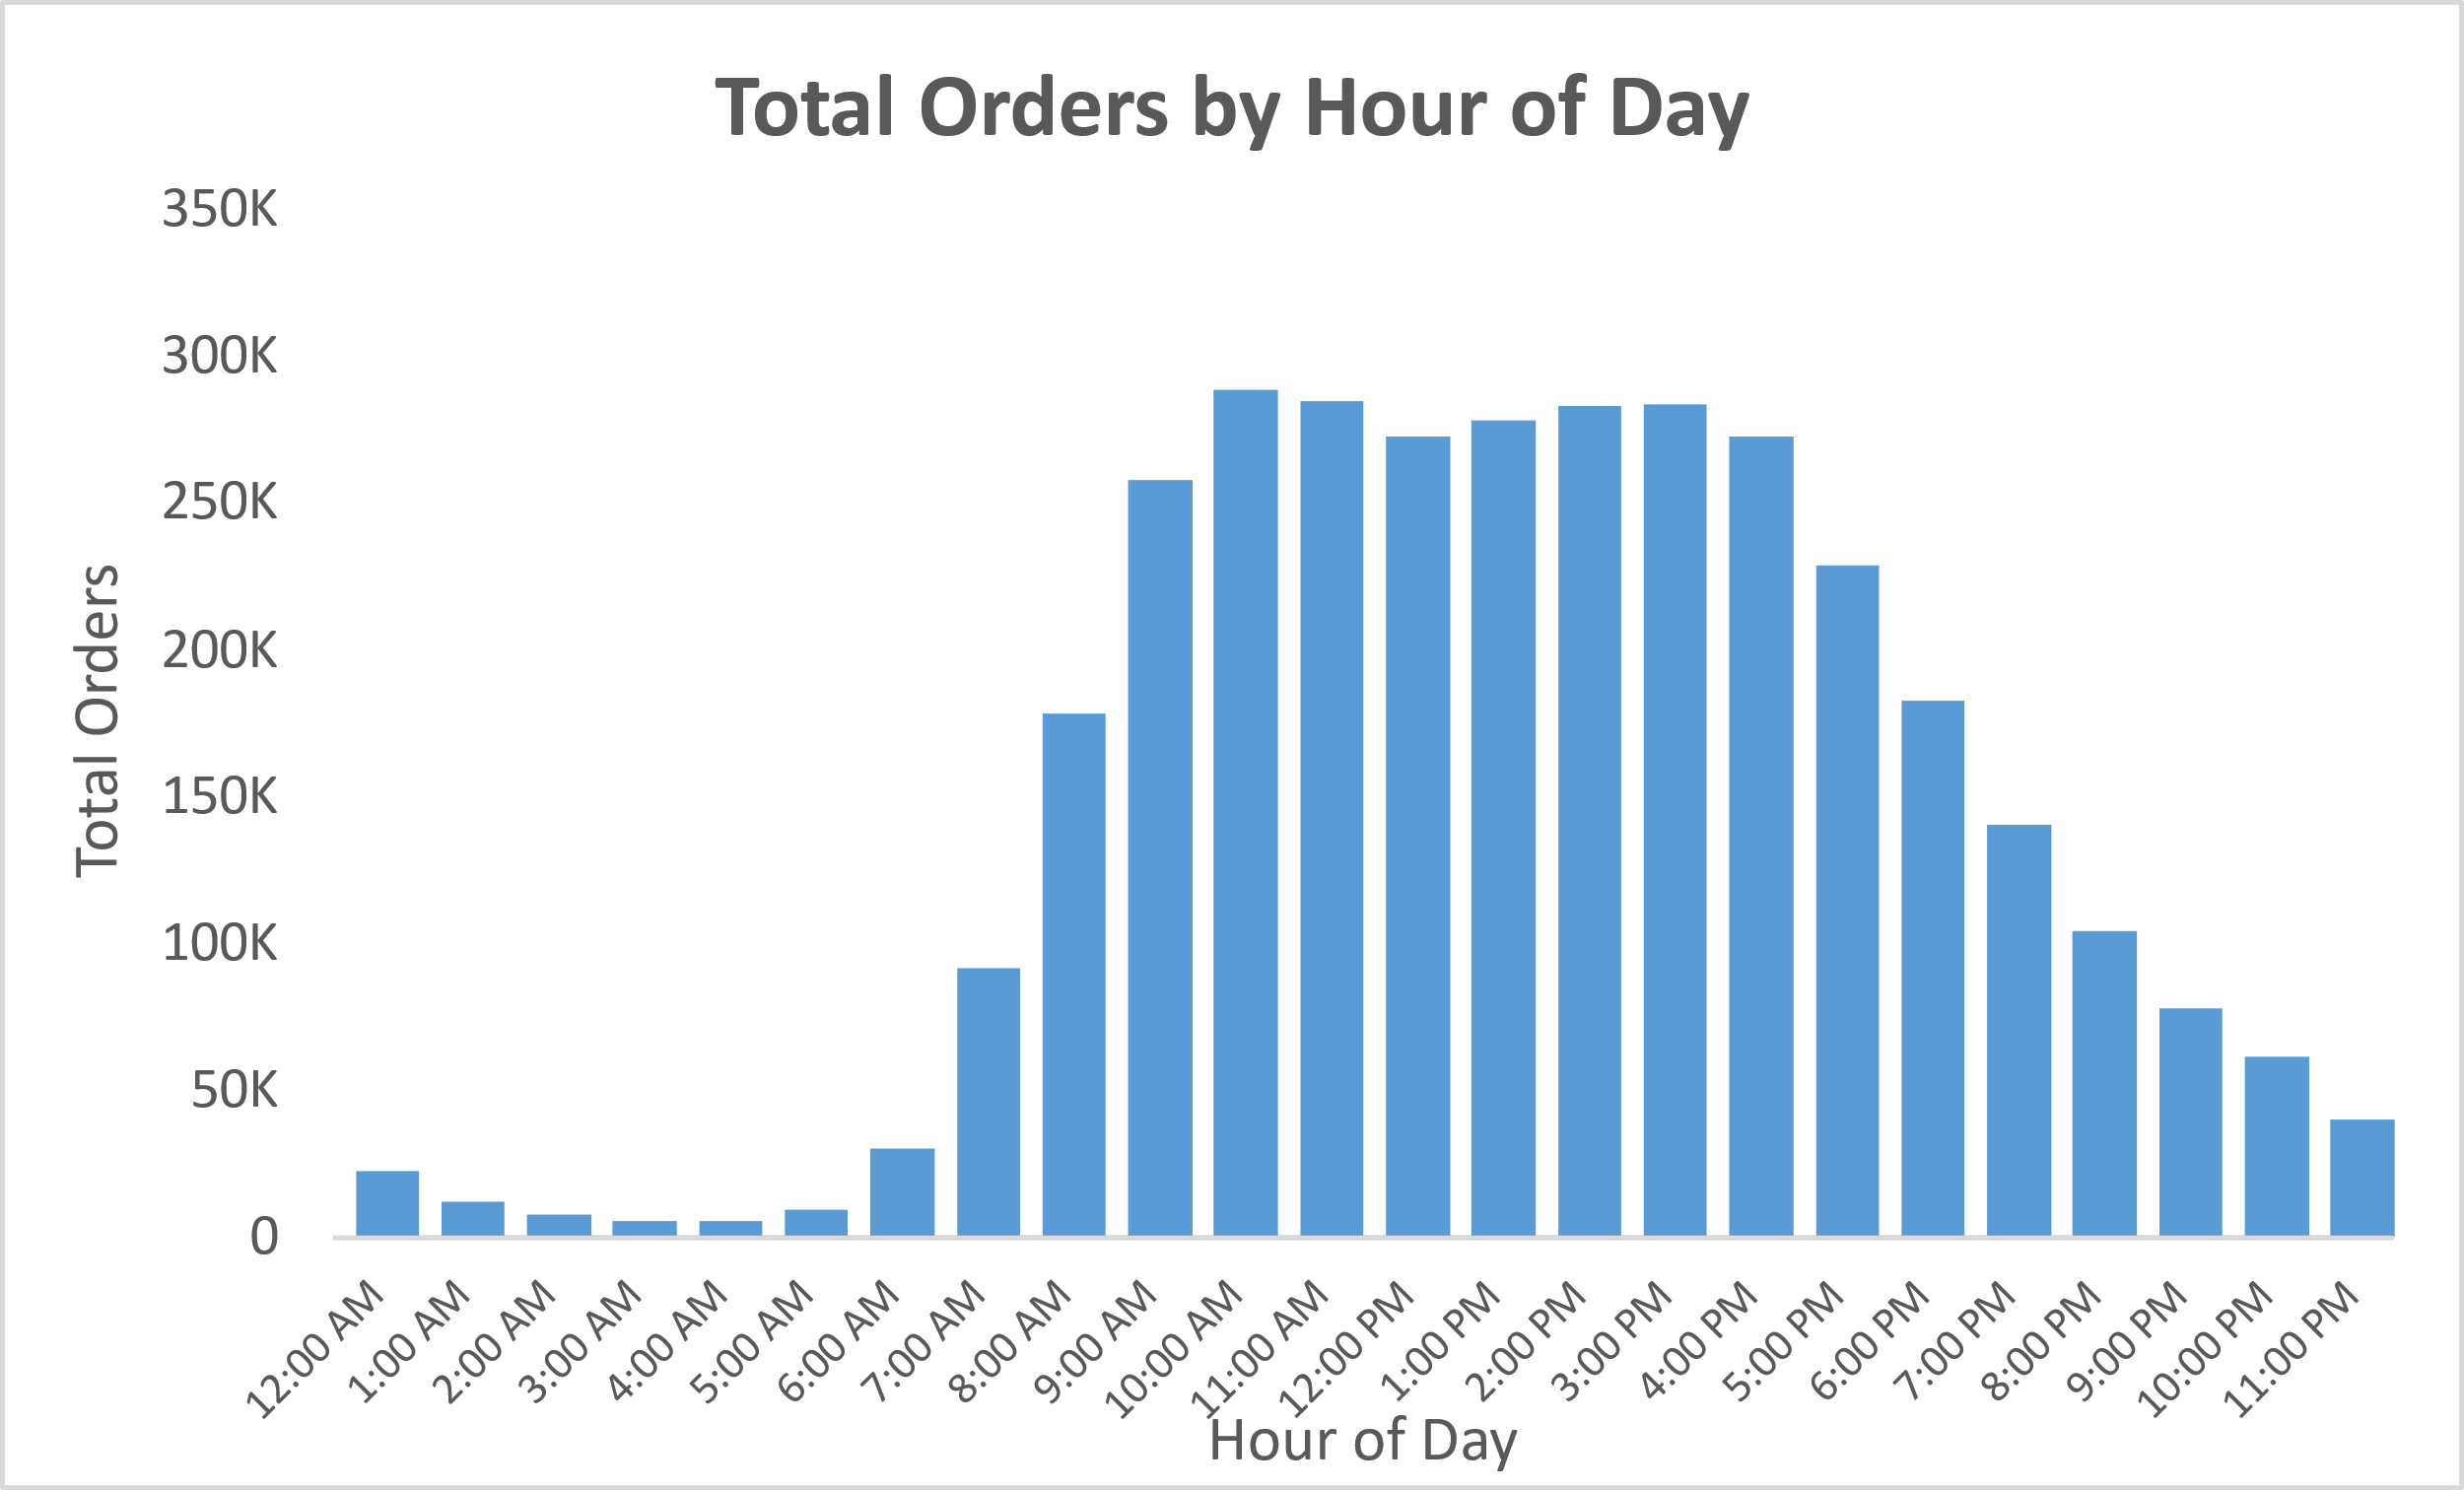 Total Orders by Hour of Day
350K
300K
250K
200K
150K
100K
50K
0
Total Orders
12:00 AM
1:00 AM
2:00 AM
3:00 AM
4:00 AM
5:00 AM
6:00 AM
7:00 AM
8:00 AM
9:00 AM
10:00 AM
11:00 AM
12:00 PM
1:00 PM
2:00 PM
3:00 PM
4:00 PM
5:00 PM
6:00 PM
7:00 PM
8:00 PM
9:00 PM
10:00 PM
11:00 PM
Hour of Day